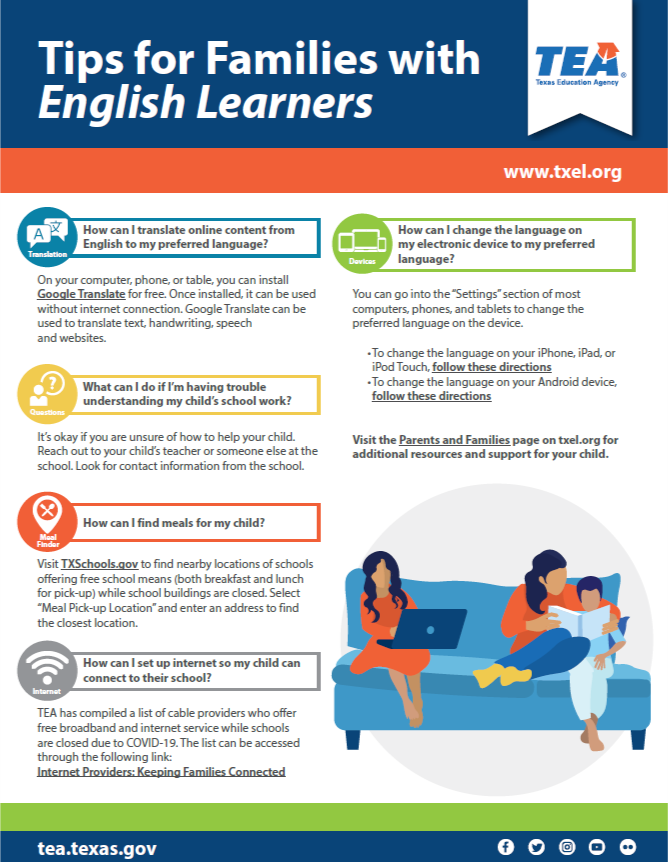 Tips for Families with
English Learners
TEA
®
Texas Education Agency
www.txel.org
A 文
Translation
How can I translate online content from
English to my preferred language?
On your computer, phone, or table, you can install
Google Translate for free. Once installed, it can be used
without internet connection. Google Translate can be
used to translate text, handwriting, speech
and websites.
?
Questions
What can I do if I'm having trouble
understanding my child's school work?
It's okay if you are unsure of how to help your child.
Reach out to your child's teacher or someone else at the
school. Look for contact information from the school.
Meal
Finder
How can I find meals for my child?
Visit TXSchools.gov to find nearby locations of schools
offering free school means (both breakfast and lunch
for pick-up) while school buildings are closed. Select
"Meal Pick-up Location" and enter an address to find
the closest location.
Internet
How can I set up internet so my child can
connect to their school?
TEA has compiled a list of cable providers who offer
free broadband and internet service while schools
are closed due to COVID-19. The list can be accessed
through the following link:
Internet Providers: Keeping Families Connected
Devices
How can I change the language on
my electronic device to my preferred
language?
You can go into the "Settings" section of most
computers, phones, and tablets to change the
preferred language on the device.
• To change the language on your iPhone, iPad, or
iPod Touch, follow these directions
• To change the language on your Android device,
follow these directions
Visit the Parents and Families page on txel.org for
additional resources and support for your child.
tea.texas.gov